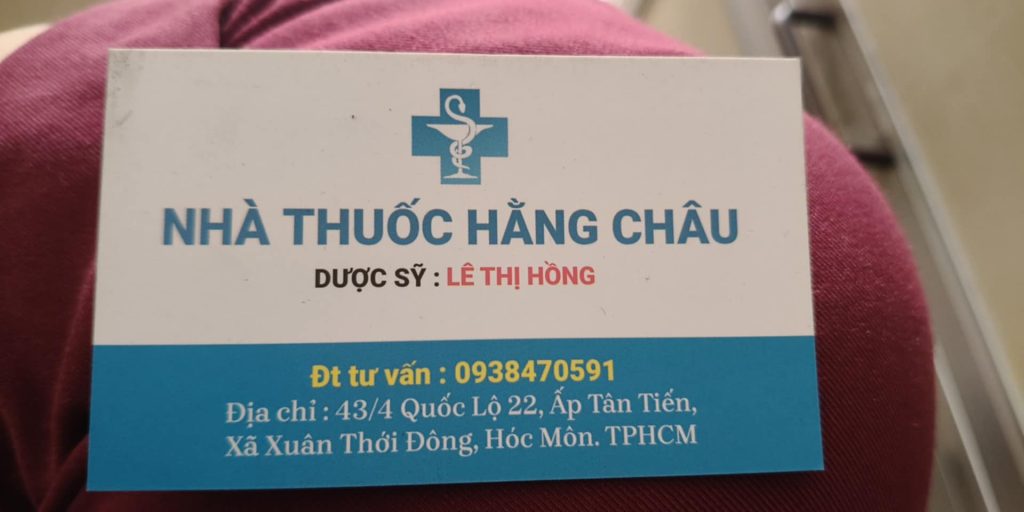 NHÀ THUỐC HẰNG CHÂU
DƯỢC SỸ : LÊ THỊ HỒNG
Đt tư vấn : 0938470591
Địa chỉ : 43/4 Quốc Lộ 22, Ấp Tân Tiến,
Xã Xuân Thới Đông, Hóc Môn. TPHCM